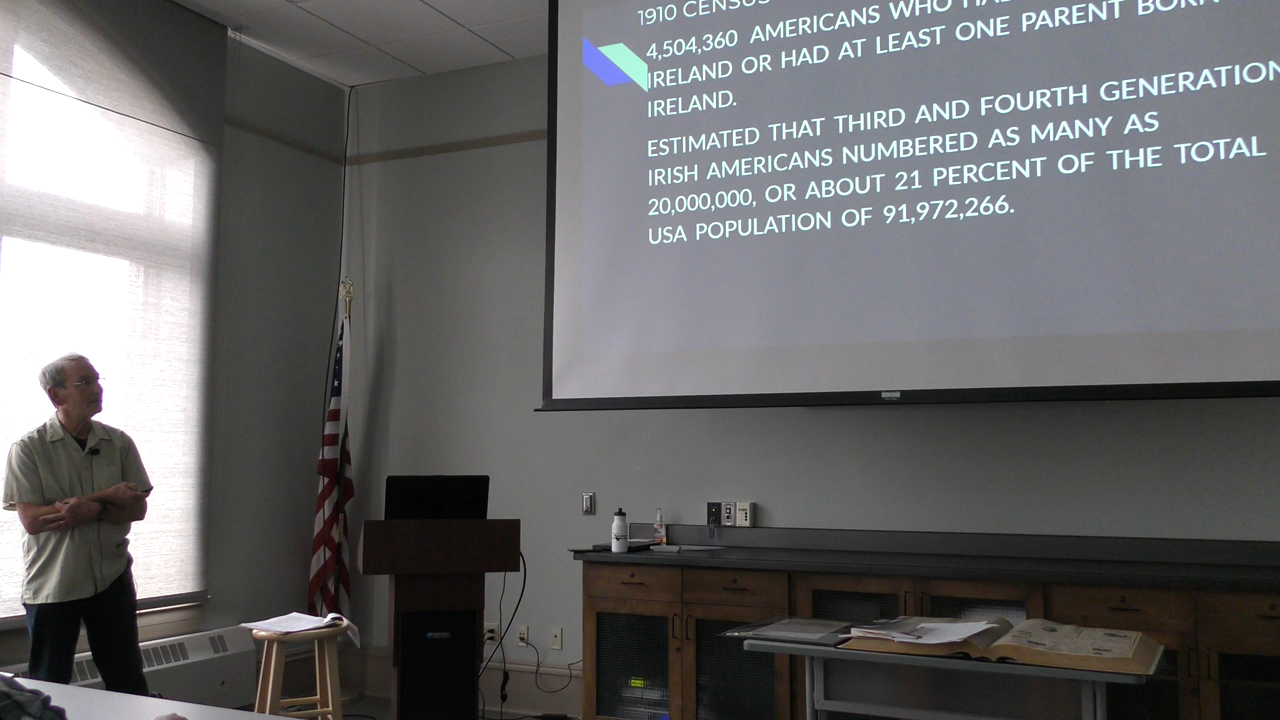 1910 CENSUS
4,504,360 AMERICANS WHO HAD
IRELAND OR HAD AT LEAST ONE PARENT BORN
IRELAND.
ESTIMATED THAT THIRD AND FOURTH GENERATION
IRISH AMERICANS NUMBERED AS MANY AS
20,000,000, OR ABOUT 21 PERCENT OF THE TOTAL
USA POPULATION OF 91,972,266.